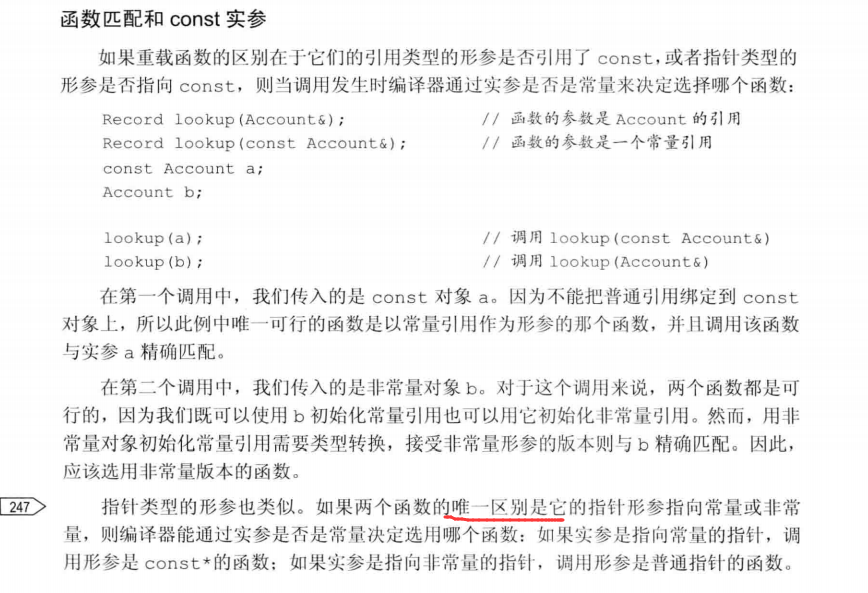 函数匹配和 const 实参
如果重载函数的区别在于它们的引用类型的形参是否引用了 const，或者指针类型的
形参是否指向 const，则当调用发生时编译器通过实参是否是常量来决定选择哪个函数：
Record lookup(Account&); // 函数的参数是 Account 的引用
Record lookup(const Account&); // 函数的参数是一个常量引用
const Account a;
Account b;
lookup(a); // 调用 lookup(const Account&)
lookup(b); // 调用 lookup(Account&)
在第一个调用中，我们传入的是 const 对象 a。因为不能把普通引用绑定到 const
对象上，所以此例中唯一可行的函数是以常量引用作为形参的那个函数，并且调用该函数
与实参 a 精确匹配。
在第二个调用中，我们传入的是非常量对象 b。对于这个调用来说，两个函数都是可
行的，因为我们既可以使用 b 初始化常量引用也可以用它初始化非常量引用。然而，用非
常量对象初始化常量引用需要类型转换，接受非常量形参的版本则与 b 精确匹配。因此，
应该选用非常量版本的函数。
247 指针类型的形参也类似。如果两个函数的唯一区别是它的指针形参指向常量或非常
量，则编译器能通过实参是否是常量决定选用哪个函数：如果实参是指向常量的指针，调
用形参是 const*的函数；如果实参是指向非常量的指针，调用形参是普通指针的函数。